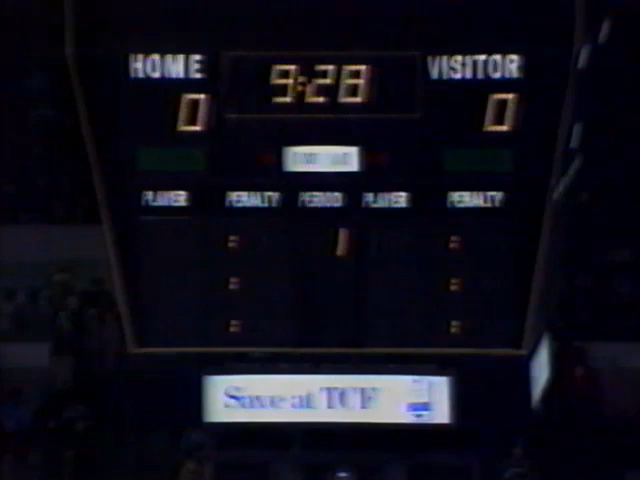 HOME 9:28 VISITOR
0 0
PLAYER PENALTY PERIOD PLAYER PENALTY
: 1 :
: :
: :
Save at TCF